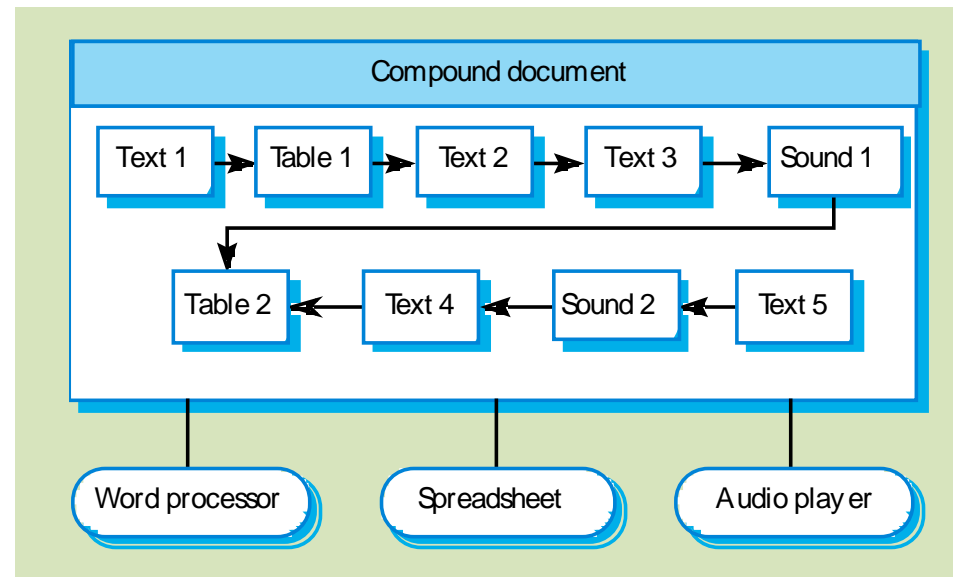 Compound document
Text 1 Table 1 Text 2 Text 3 Sound 1
Table 2 Text 4 Sound 2 Text 5
Word processor Spreadsheet Audio player